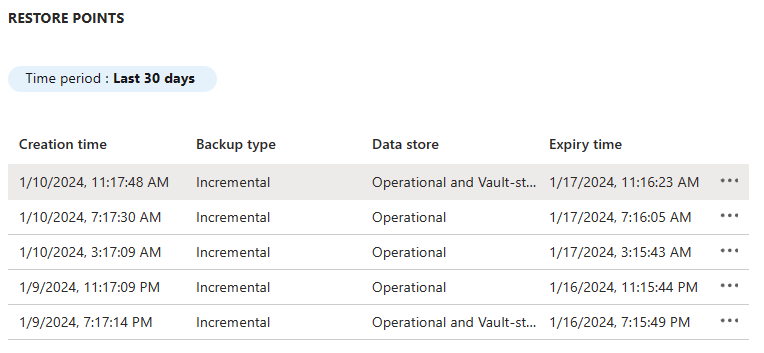 RESTORE POINTS
Time period : Last 30 days
Creation time Backup type Data store Expiry time
1/10/2024, 11:17:48 AM Incremental Operational and Vault-st... 1/17/2024, 11:16:23 AM
1/10/2024, 7:17:30 AM Incremental Operational 1/17/2024, 7:16:05 AM
1/10/2024, 3:17:09 AM Incremental Operational 1/17/2024, 3:15:43 AM
1/9/2024, 11:17:09 PM Incremental Operational 1/16/2024, 11:15:44 PM
1/9/2024, 7:17:14 PM Incremental Operational and Vault-st... 1/16/2024, 7:15:49 PM